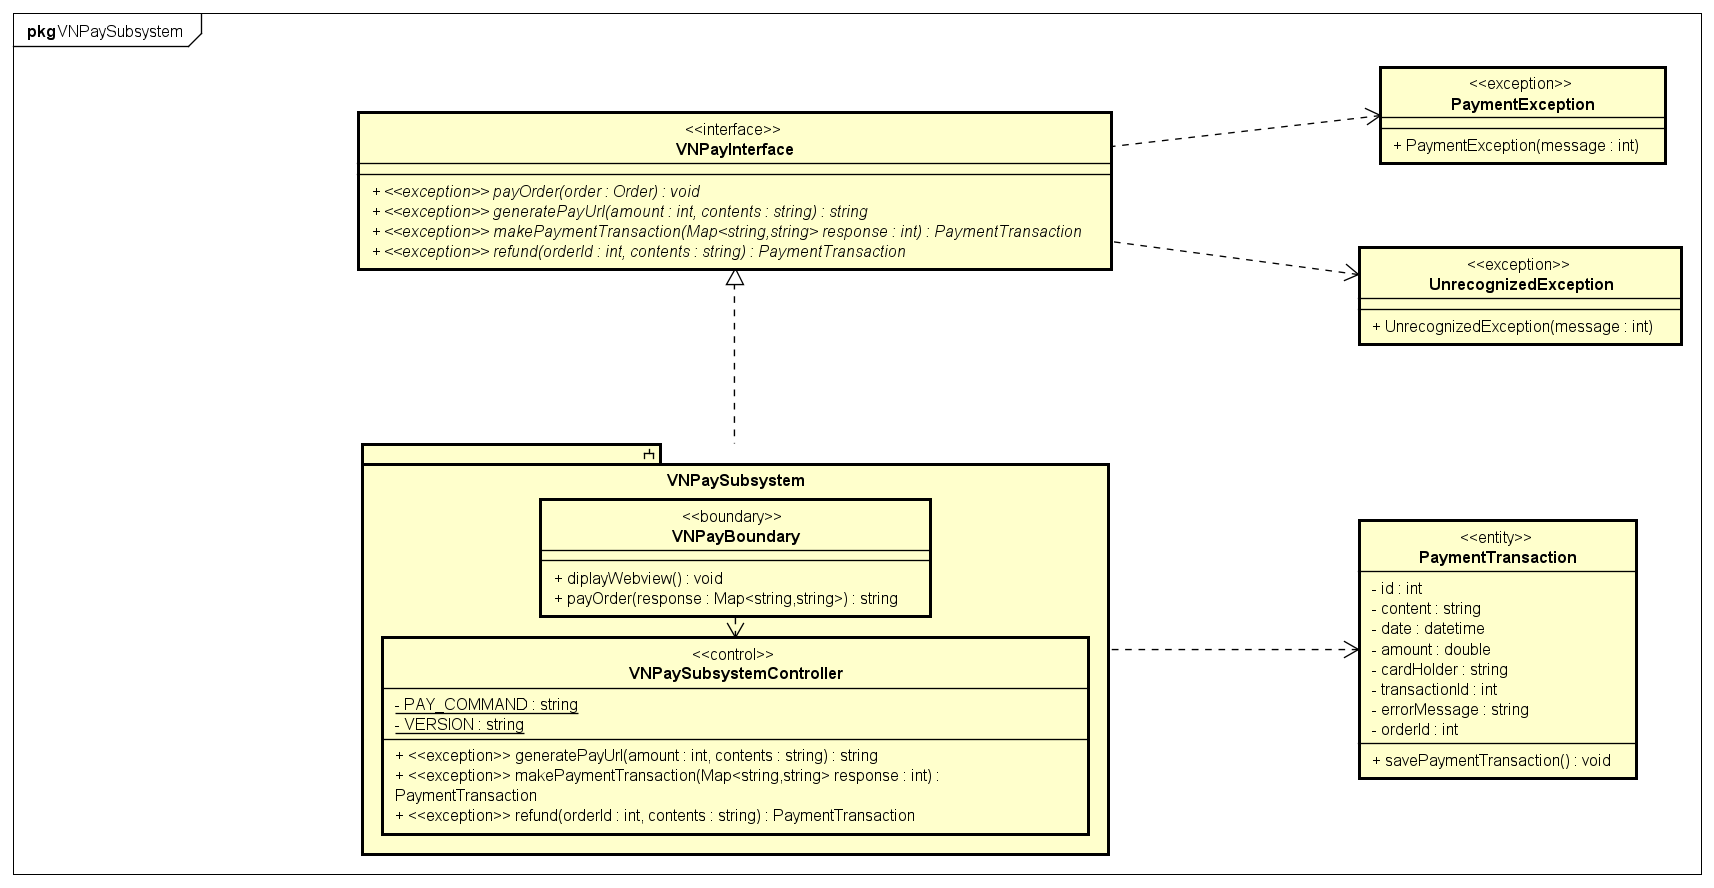 pkg VNPaySubsystem
<<exception>>
PaymentException
+ PaymentException(message : int)
<<interface>>
VNPayInterface
+ <<exception>> payOrder(order : Order) : void
+ <<exception>> generatePayUrl(amount : int, contents : string) : string
+ <<exception>> makePaymentTransaction(Map<string,string> response : int) : PaymentTransaction
+ <<exception>> refund(orderId : int, contents : string) : PaymentTransaction
<<exception>>
UnrecognizedException
+ UnrecognizedException(message : int)
VNPaySubsystem
<<boundary>>
VNPayBoundary
+ diplayWebview() : void
+ payOrder(response : Map<string,string>) : string
<<control>>
VNPaySubsystemController
- PAY_COMMAND : string
- VERSION : string
+ <<exception>> generatePayUrl(amount : int, contents : string) : string
+ <<exception>> makePaymentTransaction(Map<string,string> response : int) :
PaymentTransaction
+ <<exception>> refund(orderId : int, contents : string) : PaymentTransaction
<<entity>>
PaymentTransaction
- id : int
- content : string
- date : datetime
- amount : double
- cardHolder : string
- transactionId : int
- errorMessage : string
- orderId : int
+ savePaymentTransaction() : void